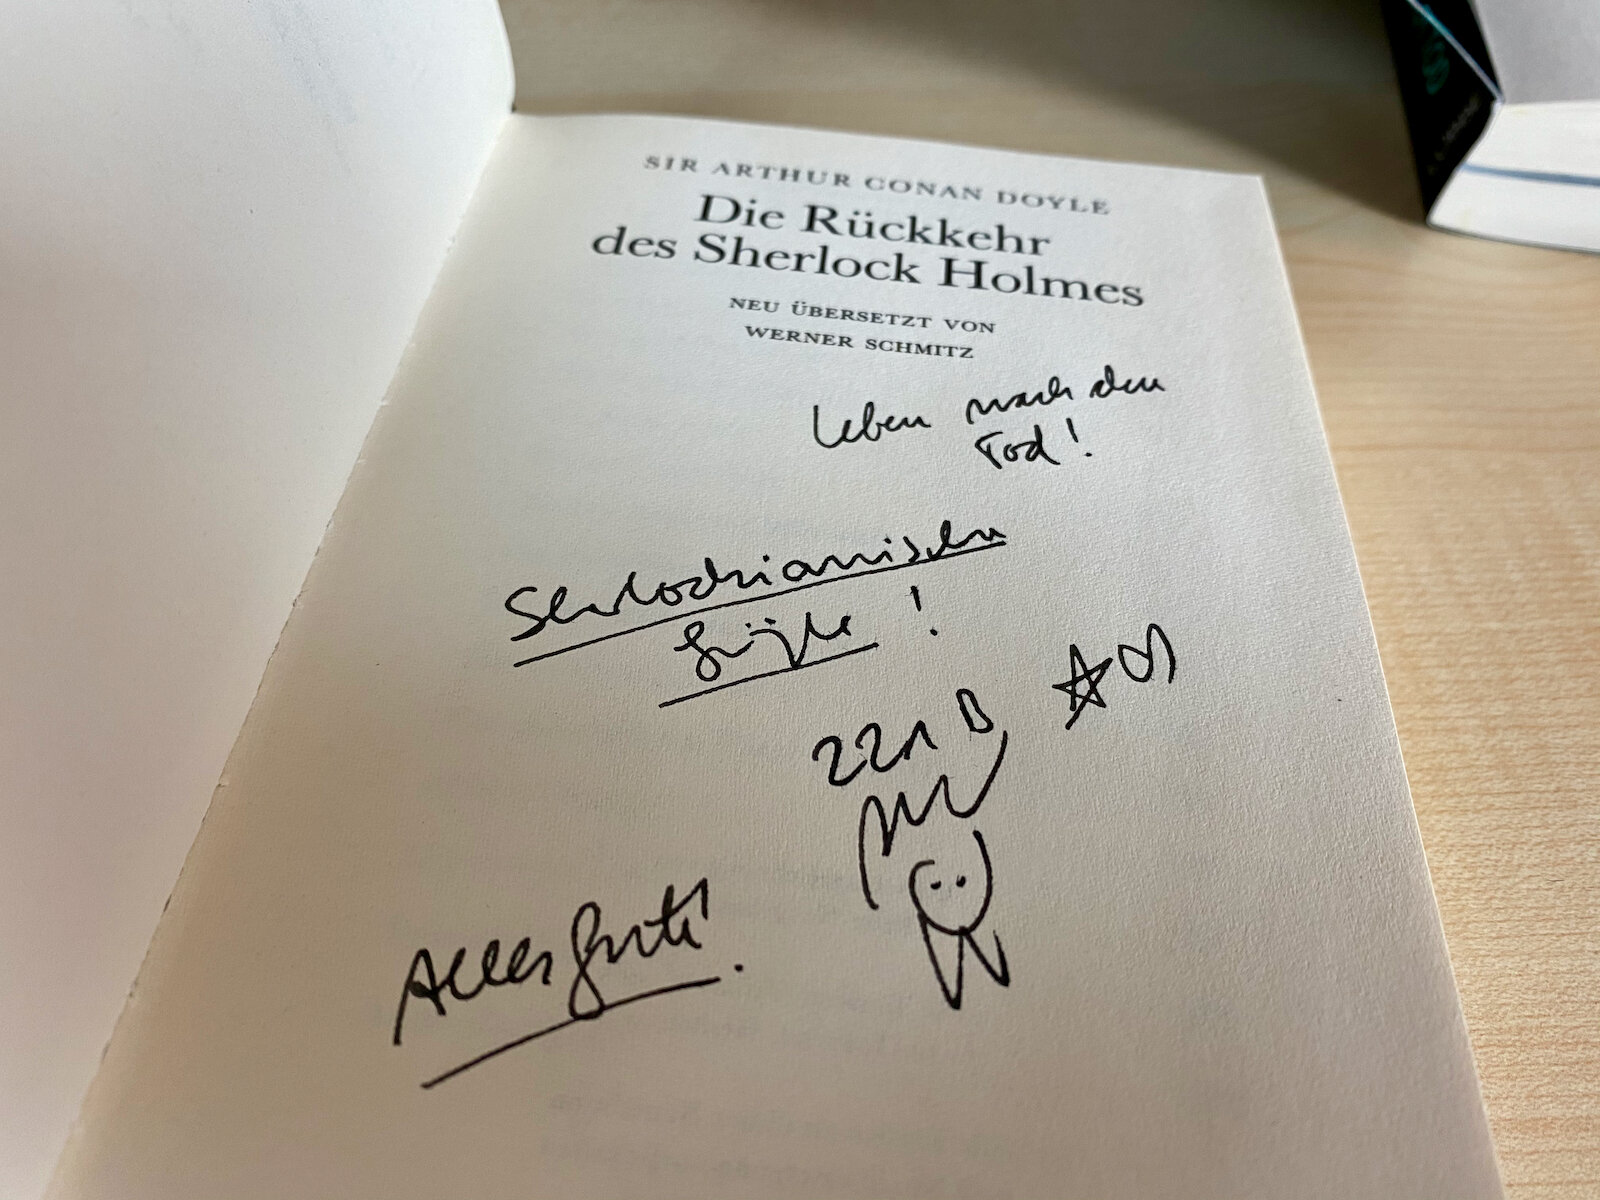 SIR ARTHUR CONAN DOYLE
Die Rückkehr
des Sherlock Holmes
NEU ÜBERSETZT VON
WERNER SCHMITZ
Leben nach dem
Tod!
Sherlockianische
Grüße!
221B
Alles Gute!